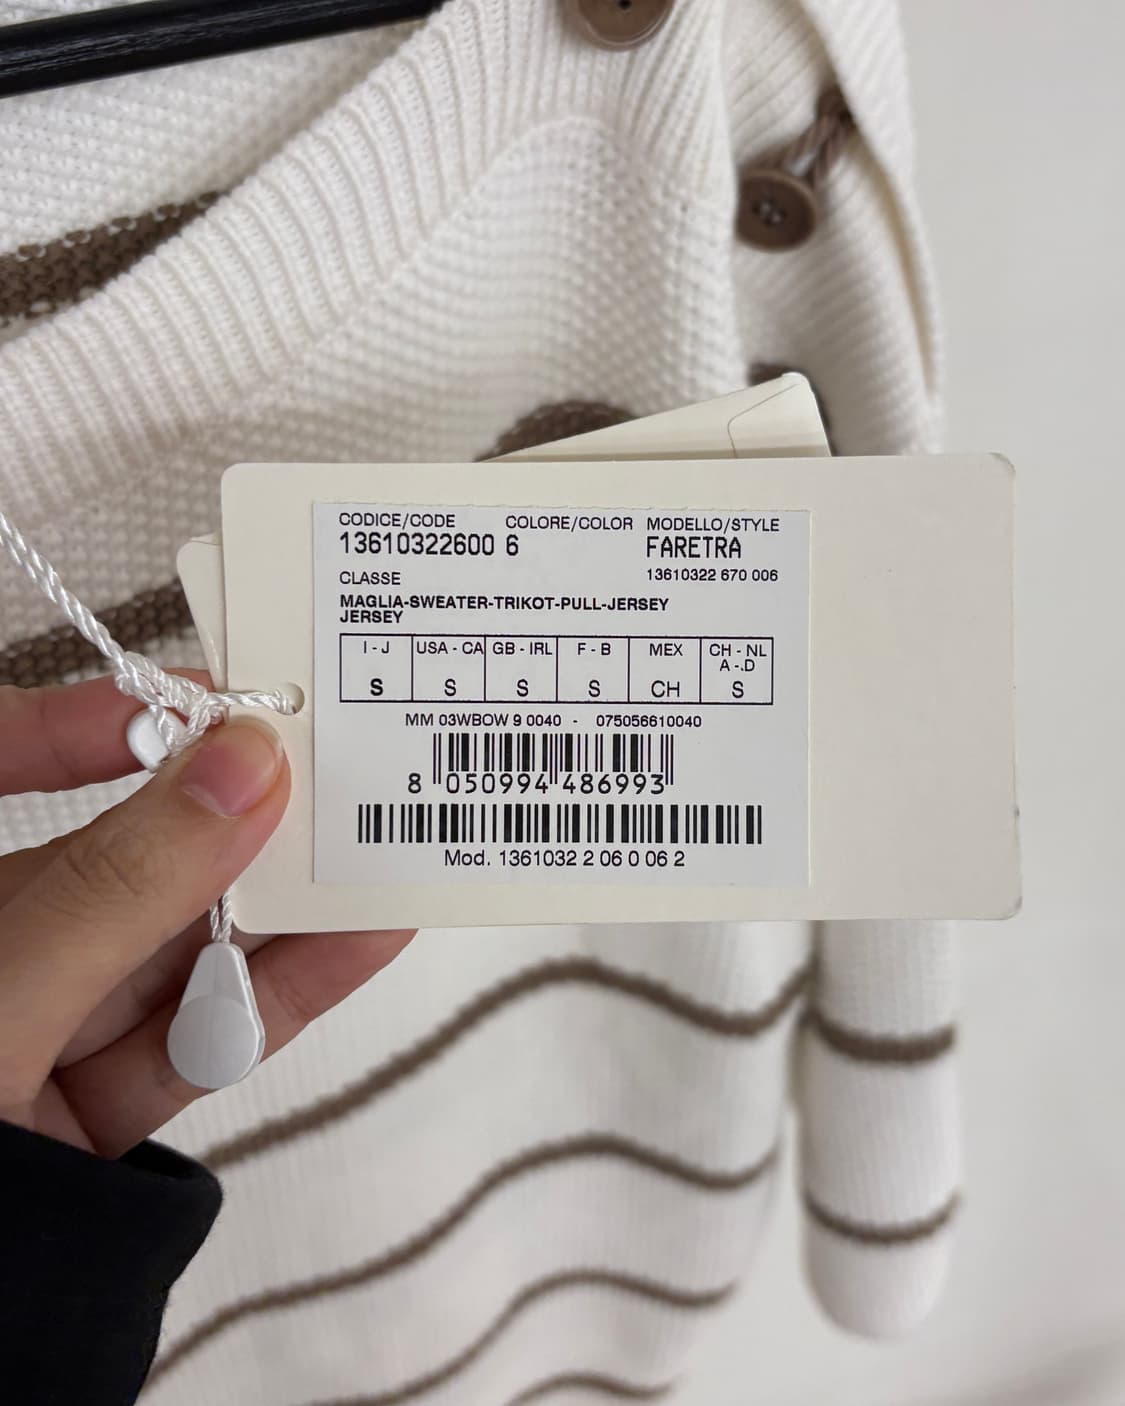 CODICE/CODE COLORE/COLOR MODELLO/STYLE
13610322600 6 FARETRA
13610322 670 006
CLASSE
MAGLIA-SWEATER-TRIKOT-PULL-JERSEY
JERSEY
I - J USA - CA GB - IRL F - B MEX CH - NL
A -.D
S S S S CH S
MM 03WBOW 9 0040 - 075056610040
8 050994 486993
Mod. 1361032 2 06 0 06 2